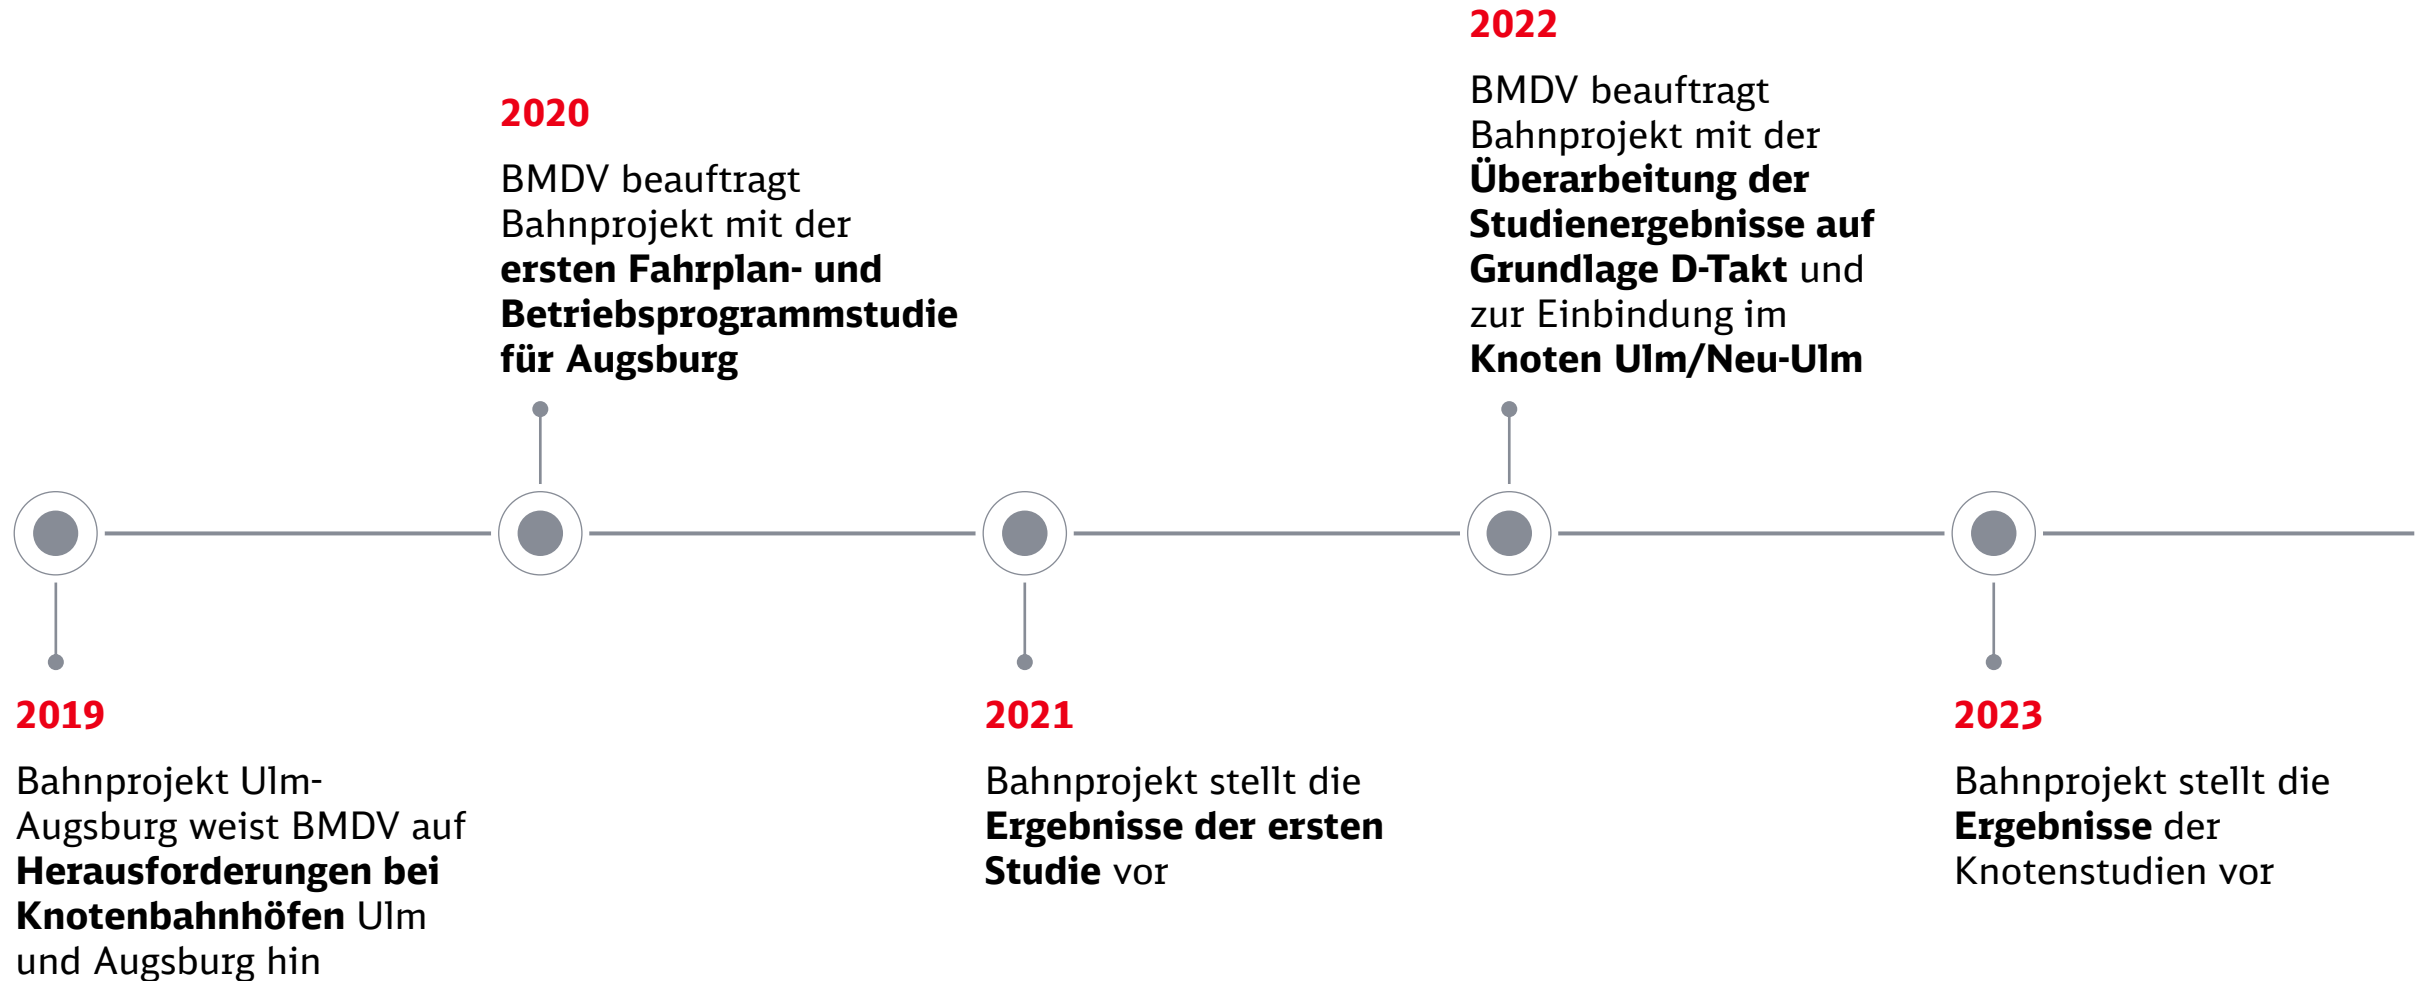 2019
Bahnprojekt Ulm-
Augsburg weist BMDV auf
Herausforderungen bei
Knotenbahnhöfen Ulm
und Augsburg hin
2020
BMDV beauftragt
Bahnprojekt mit der
ersten Fahrplan- und
Betriebsprogrammstudie
für Augsburg
2021
Bahnprojekt stellt die
Ergebnisse der ersten
Studie vor
2022
BMDV beauftragt
Bahnprojekt mit der
Überarbeitung der
Studienergebnisse auf
Grundlage D-Takt und
zur Einbindung im
Knoten Ulm/Neu-Ulm
2023
Bahnprojekt stellt die
Ergebnisse der
Knotenstudien vor